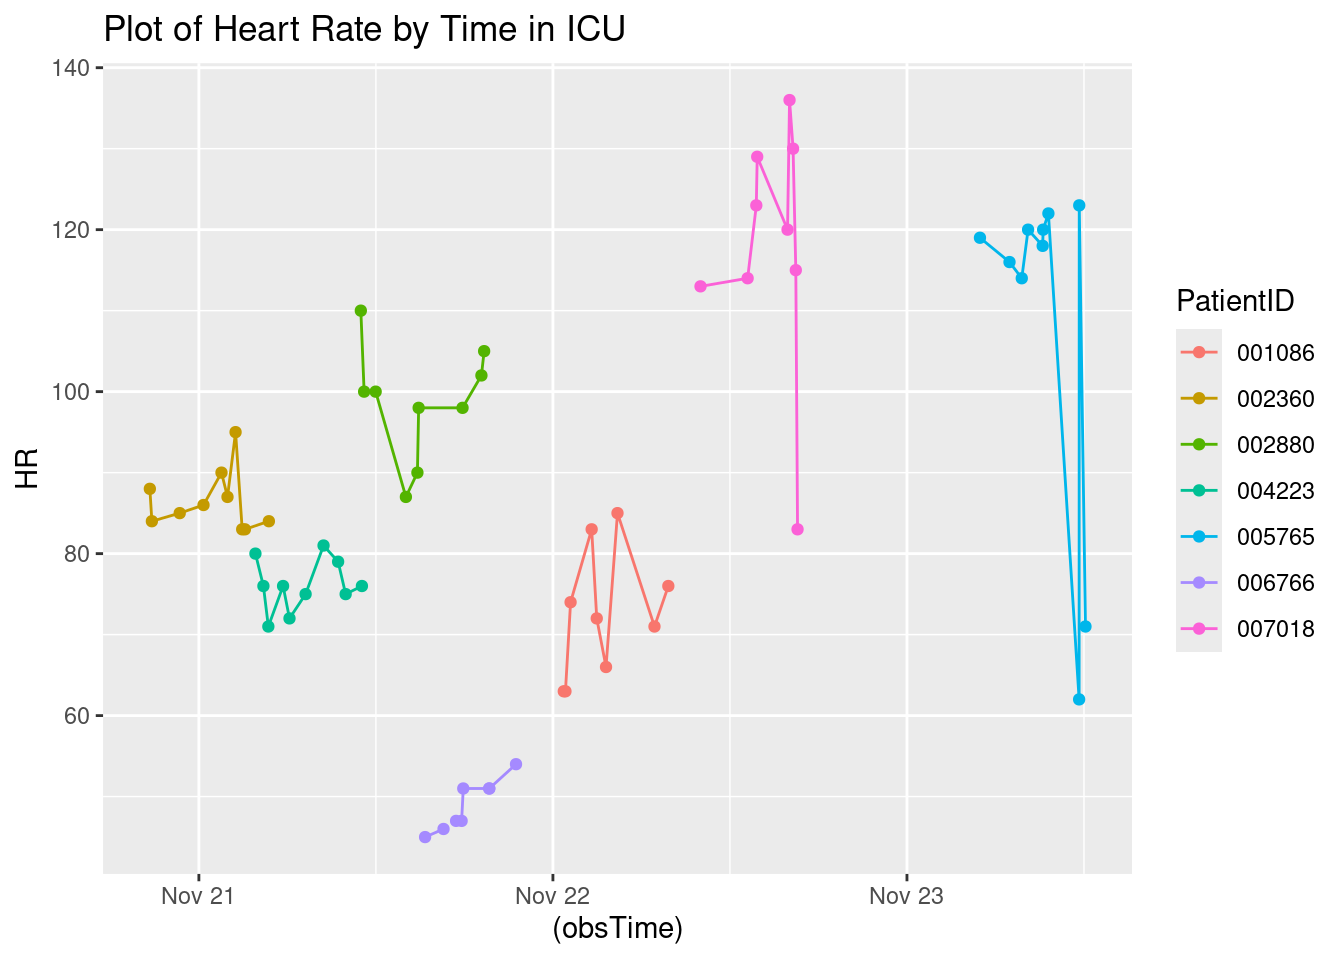 Plot of Heart Rate by Time in ICU
140
120
100
80
60
HR
Nov 21
Nov 22
Nov 23
(obsTime)
PatientID
001086
002360
002880
004223
005765
006766
007018